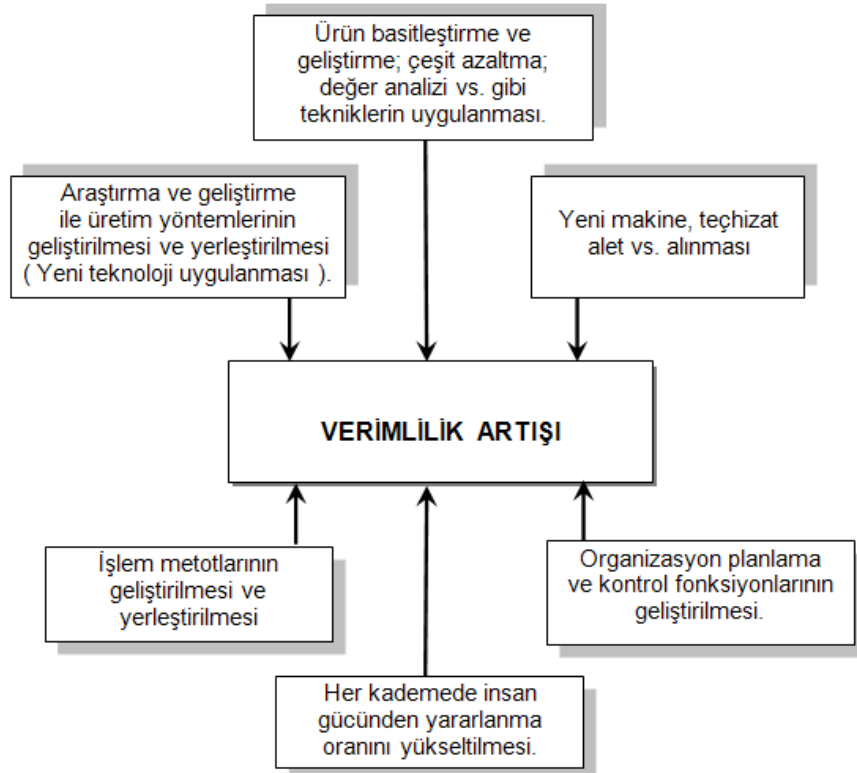 Ürün basitleştirme ve
geliştirme; çeşit azaltma;
değer analizi vs. gibi
tekniklerin uygulanması.
Araştırma ve geliştirme
ile üretim yöntemlerinin
geliştirilmesi ve yerleştirilmesi
( Yeni teknoloji uygulanması ).
Yeni makine, teçhizat
alet vs. alınması
VERİMLİLİK ARTIŞI
İşlem metotlarının
geliştirilmesi ve
yerleştirilmesi
Organizasyon planlama
ve kontrol fonksiyonlarının
geliştirilmesi.
Her kademede insan
gücünden yararlanma
oranını yükseltilmesi.